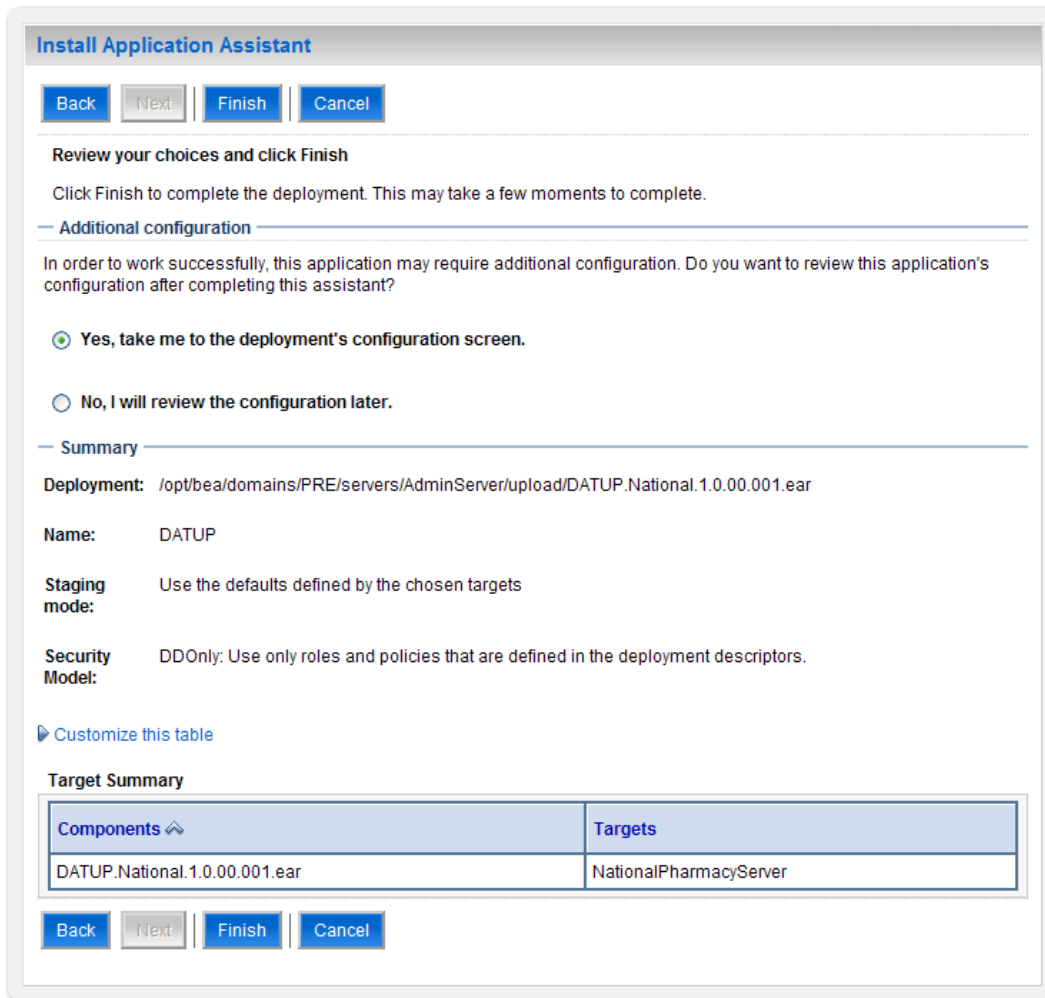 Install Application Assistant
Back Next Finish Cancel
Review your choices and click Finish
Click Finish to complete the deployment. This may take a few moments to complete.
Additional configuration
In order to work successfully, this application may require additional configuration. Do you want to review this application's
configuration after completing this assistant?
Yes, take me to the deployment's configuration screen.
No, I will review the configuration later.
Summary
Deployment: /opt/bea/domains/PRE/servers/AdminServer/upload/DATUP.National.1.0.00.001.ear
Name: DATUP
Staging Use the defaults defined by the chosen targets
mode:
Security DDOnly: Use only roles and policies that are defined in the deployment descriptors.
Model:
Customize this table
Target Summary
Components Targets
DATUP.National.1.0.00.001.ear NationalPharmacyServer
Back Next Finish Cancel